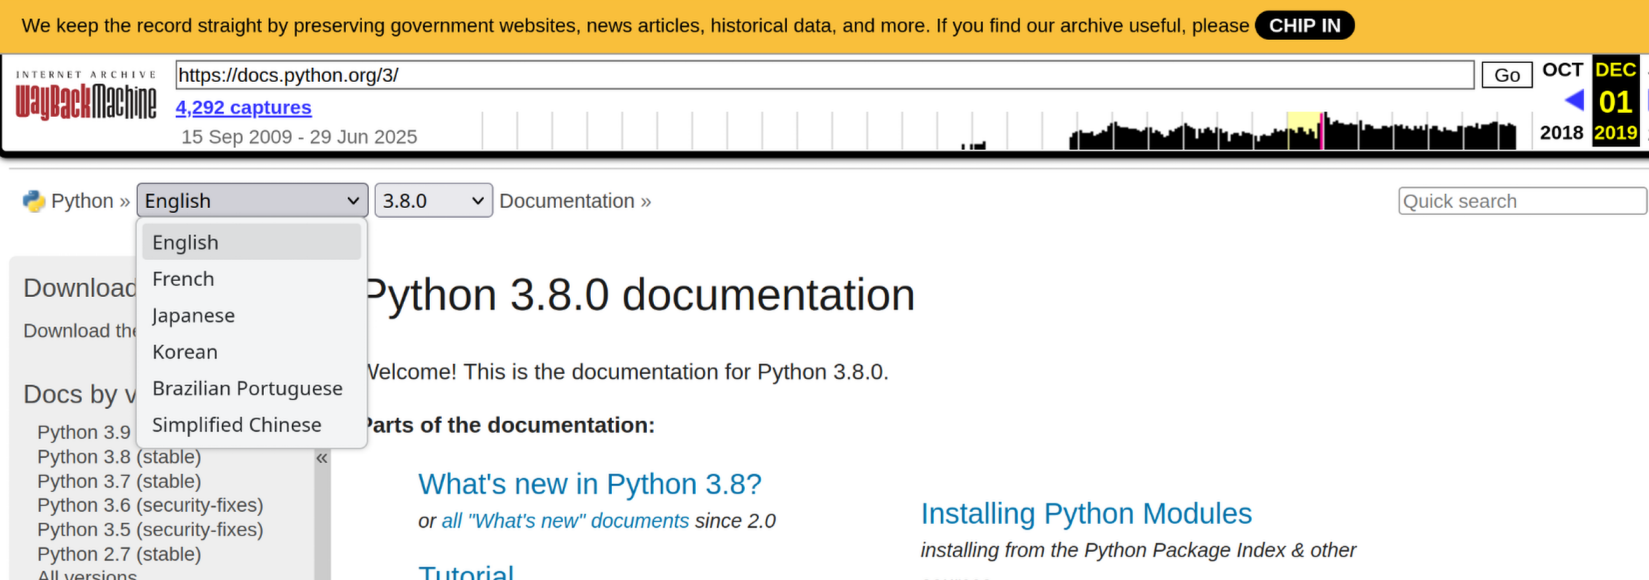 We keep the record straight by preserving government websites, news articles, historical data, and more. If you find our archive useful, please CHIP IN
INTERNET ARCHIVE
WayBackMachine
https://docs.python.org/3/
Go
OCT
DEC
4,292 captures
01
15 Sep 2009 - 29 Jun 2025
2018
2019
Python »
English
3.8.0
Documentation »
Quick search
English
French
Japanese
Korean
Brazilian Portuguese
Simplified Chinese
Download
Download the
Docs by v
Python 3.9
Python 3.8 (stable)
Python 3.7 (stable)
Python 3.6 (security-fixes)
Python 3.5 (security-fixes)
Python 2.7 (stable)
All versions
«
Python 3.8.0 documentation
Welcome! This is the documentation for Python 3.8.0.
Parts of the documentation:
What's new in Python 3.8?
or all "What's new" documents since 2.0
Tutorial
Installing Python Modules
installing from the Python Package Index & other